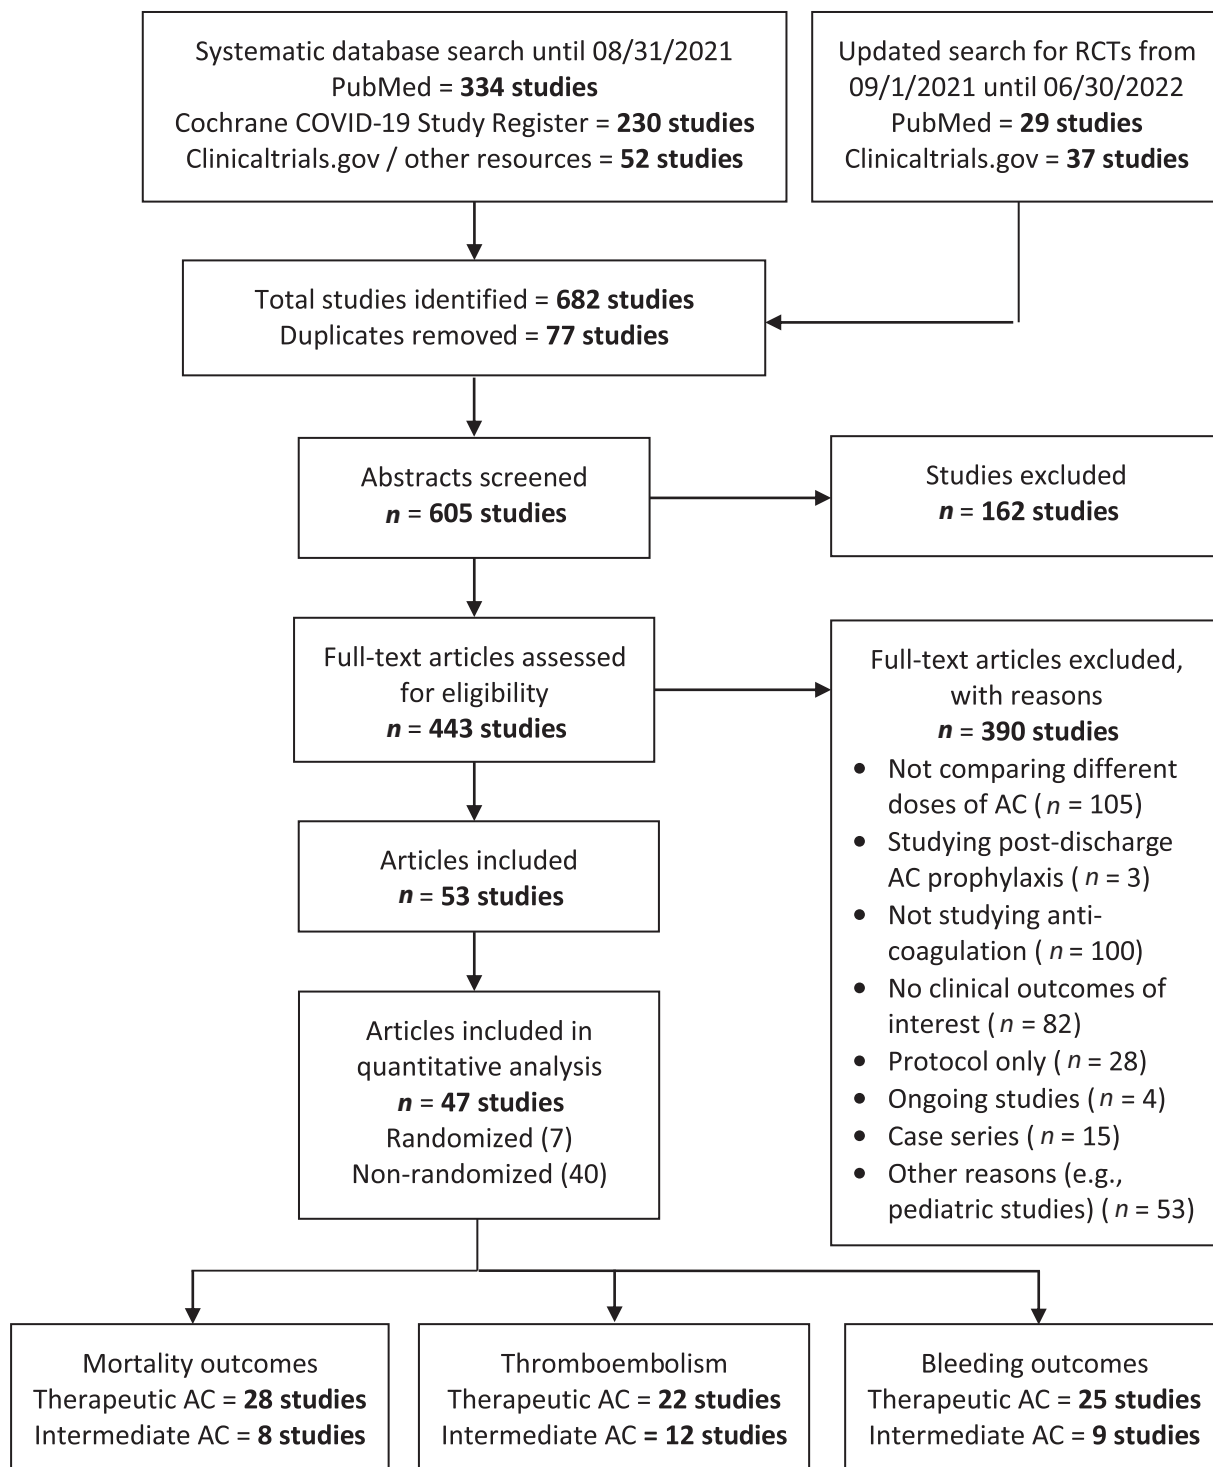 Systematic database search until 08/31/2021
PubMed = 334 studies
Cochrane COVID-19 Study Register = 230 studies
Clinicaltrials.gov / other resources = 52 studies
Updated search for RCTs from
09/1/2021 until 06/30/2022
PubMed = 29 studies
Clinicaltrials.gov = 37 studies
Total studies identified = 682 studies
Duplicates removed = 77 studies
Abstracts screened
n = 605 studies
Studies excluded
n = 162 studies
Full-text articles assessed
for eligibility
n = 443 studies
Full-text articles excluded,
with reasons
n = 390 studies
• Not comparing different
doses of AC ( n = 105)
• Studying post-discharge
AC prophylaxis ( n = 3)
• Not studying anti-
coagulation ( n = 100)
• No clinical outcomes of
interest ( n = 82)
• Protocol only ( n = 28)
• Ongoing studies ( n = 4)
• Case series ( n = 15)
• Other reasons (e.g.,
pediatric studies) ( n = 53)
Articles included
n = 53 studies
Articles included in
quantitative analysis
n = 47 studies
Randomized (7)
Non-randomized (40)
Mortality outcomes
Therapeutic AC = 28 studies
Intermediate AC = 8 studies
Thromboembolism
Therapeutic AC = 22 studies
Intermediate AC = 12 studies
Bleeding outcomes
Therapeutic AC = 25 studies
Intermediate AC = 9 studies